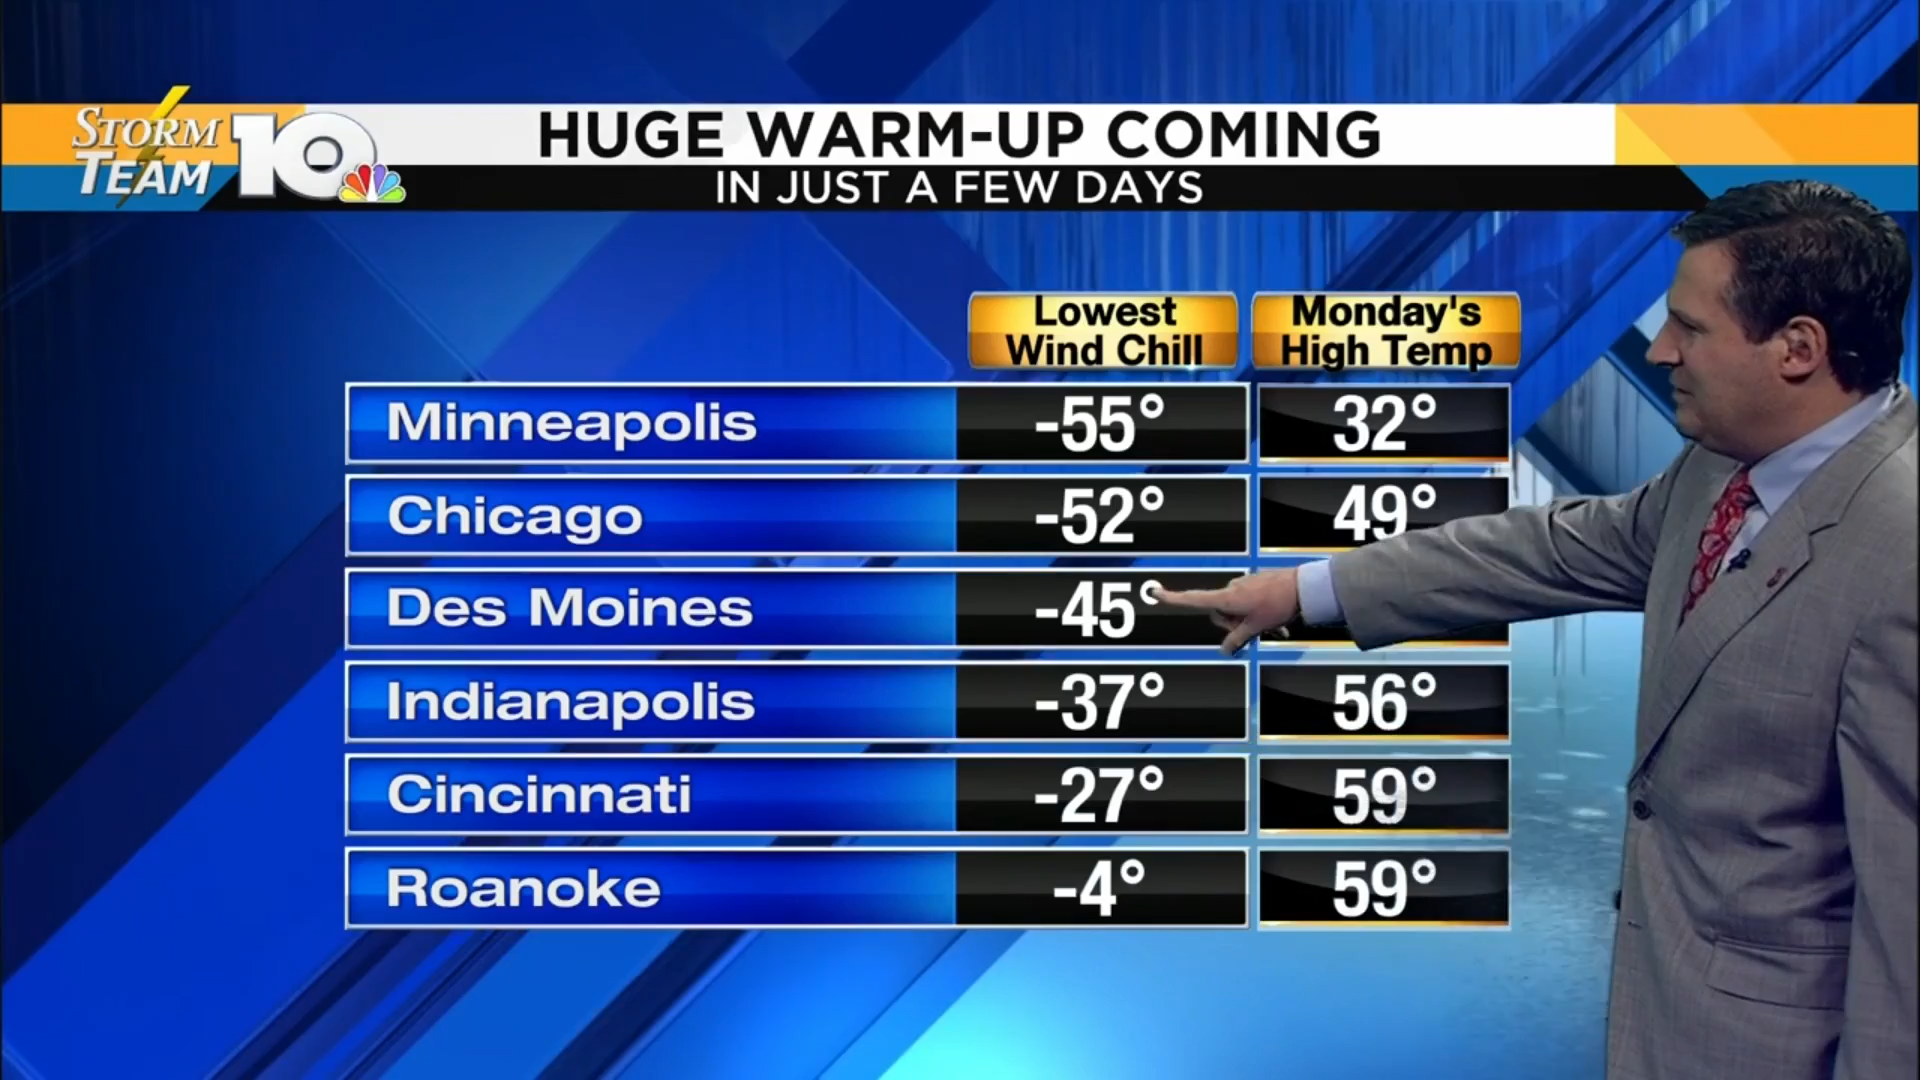 STORM
TEAM
10
HUGE WARM-UP COMING
IN JUST A FEW DAYS
Lowest
Wind Chill
Monday's
High Temp
Minneapolis -55° 32°
Chicago -52° 49°
Des Moines -45°
Indianapolis -37° 56°
Cincinnati -27° 59°
Roanoke -4° 59°